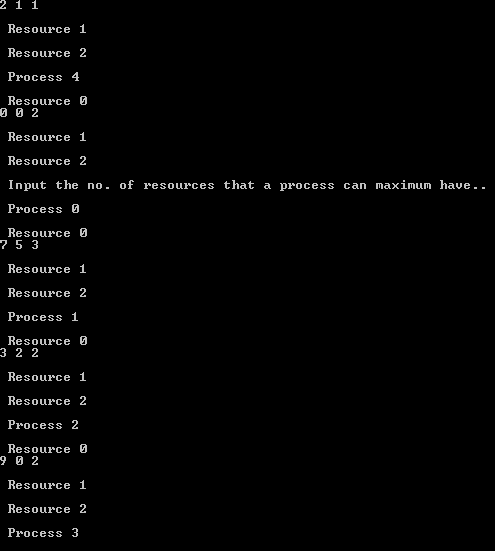 2 1 1
Resource 1
Resource 2
Process 4
Resource 0
0 0 2
Resource 1
Resource 2
Input the no. of resources that a process can maximum have..
Process 0
Resource 0
7 5 3
Resource 1
Resource 2
Process 1
Resource 0
3 2 2
Resource 1
Resource 2
Process 2
Resource 0
9 0 2
Resource 1
Resource 2
Process 3